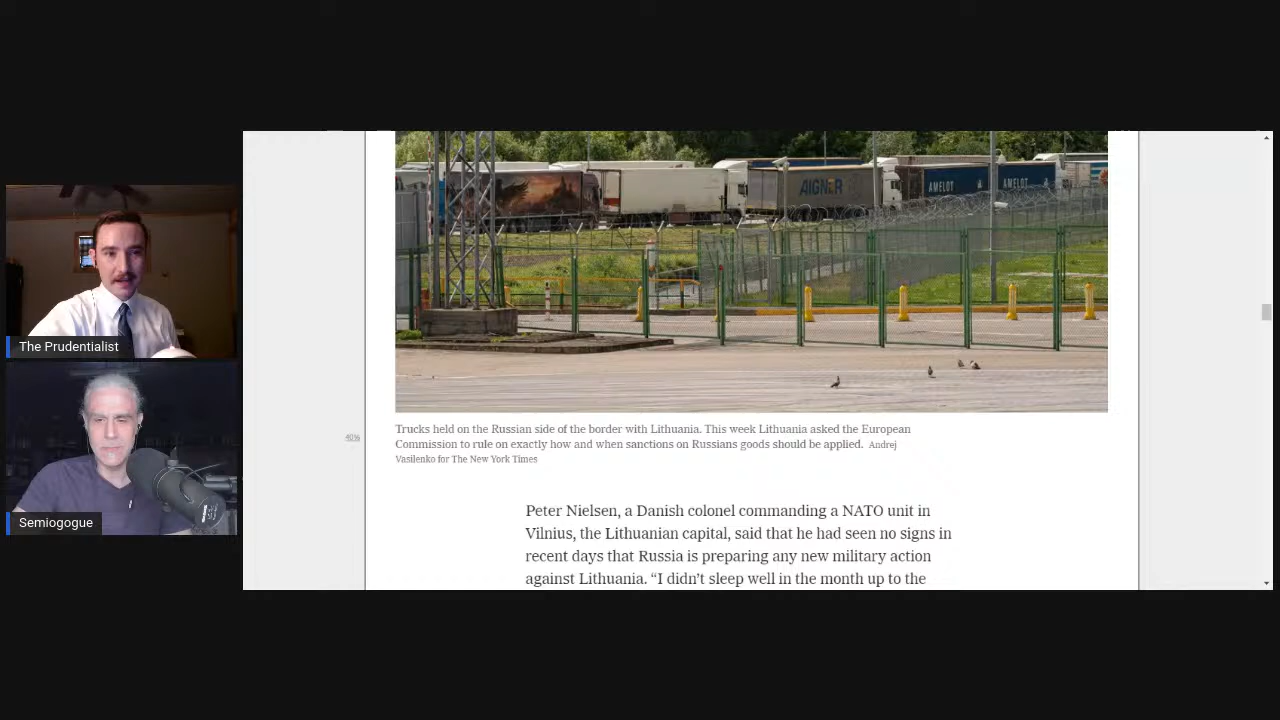 AIGNER
AMELOT
AMELOT
The Prudentialist
Semiogogue
40%
Trucks held on the Russian side of the border with Lithuania. This week Lithuania asked the European
Commission to rule on exactly how and when sanctions on Russians goods should be applied. Andrej
Vasilenko for The New York Times
Peter Nielsen, a Danish colonel commanding a NATO unit in
Vilnius, the Lithuanian capital, said that he had seen no signs in
recent days that Russia is preparing any new military action
against Lithuania. “I didn’t sleep well in the month up to the